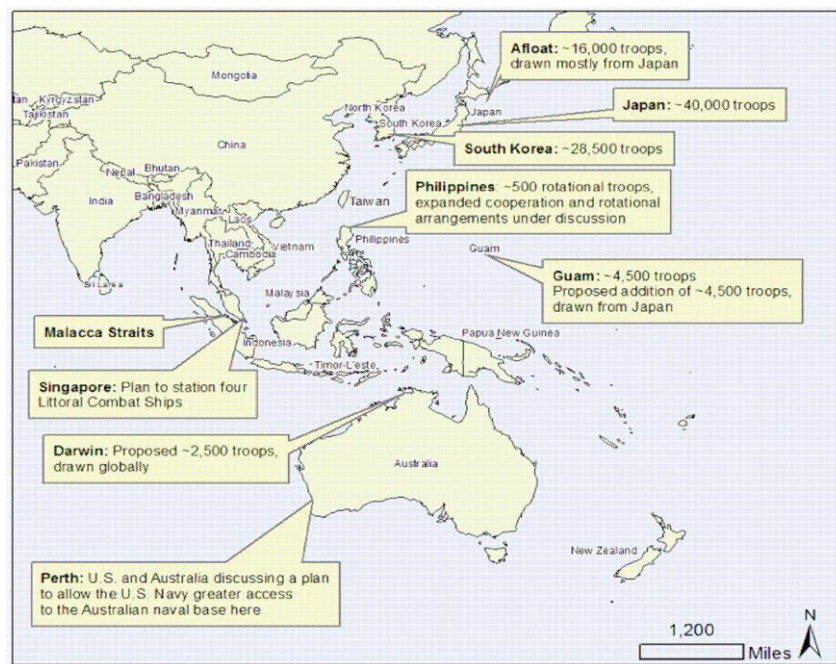 Afloat: ~16,000 troops,
drawn mostly from Japan
Mongolia
Kyrgyzstan
Tajikistan
North Korea
Japan
Japan: ~40,000 troops
South Korea
South Korea: ~28,500 troops
China
Pakistan
Nepal
Bhutan
Philippines: ~500 rotational troops,
expanded cooperation and rotational
arrangements under discussion
India
Bangladesh
Myanmar
Taiwan
Laos
Thailand
Vietnam
Cambodia
Philippines
Guam
Sri Lanka
Guam: ~4,500 troops
Proposed addition of ~4,500 troops,
drawn from Japan
Malaysia
Malacca Straits
Indonesia
Papua New Guinea
Timor-L'este
Singapore: Plan to station four
Littoral Combat Ships
Darwin: Proposed ~2,500 troops,
drawn globally
Australia
New Zealand
Perth: U.S. and Australia discussing a plan
to allow the U.S. Navy greater access
to the Australian naval base here
N
1,200
Miles